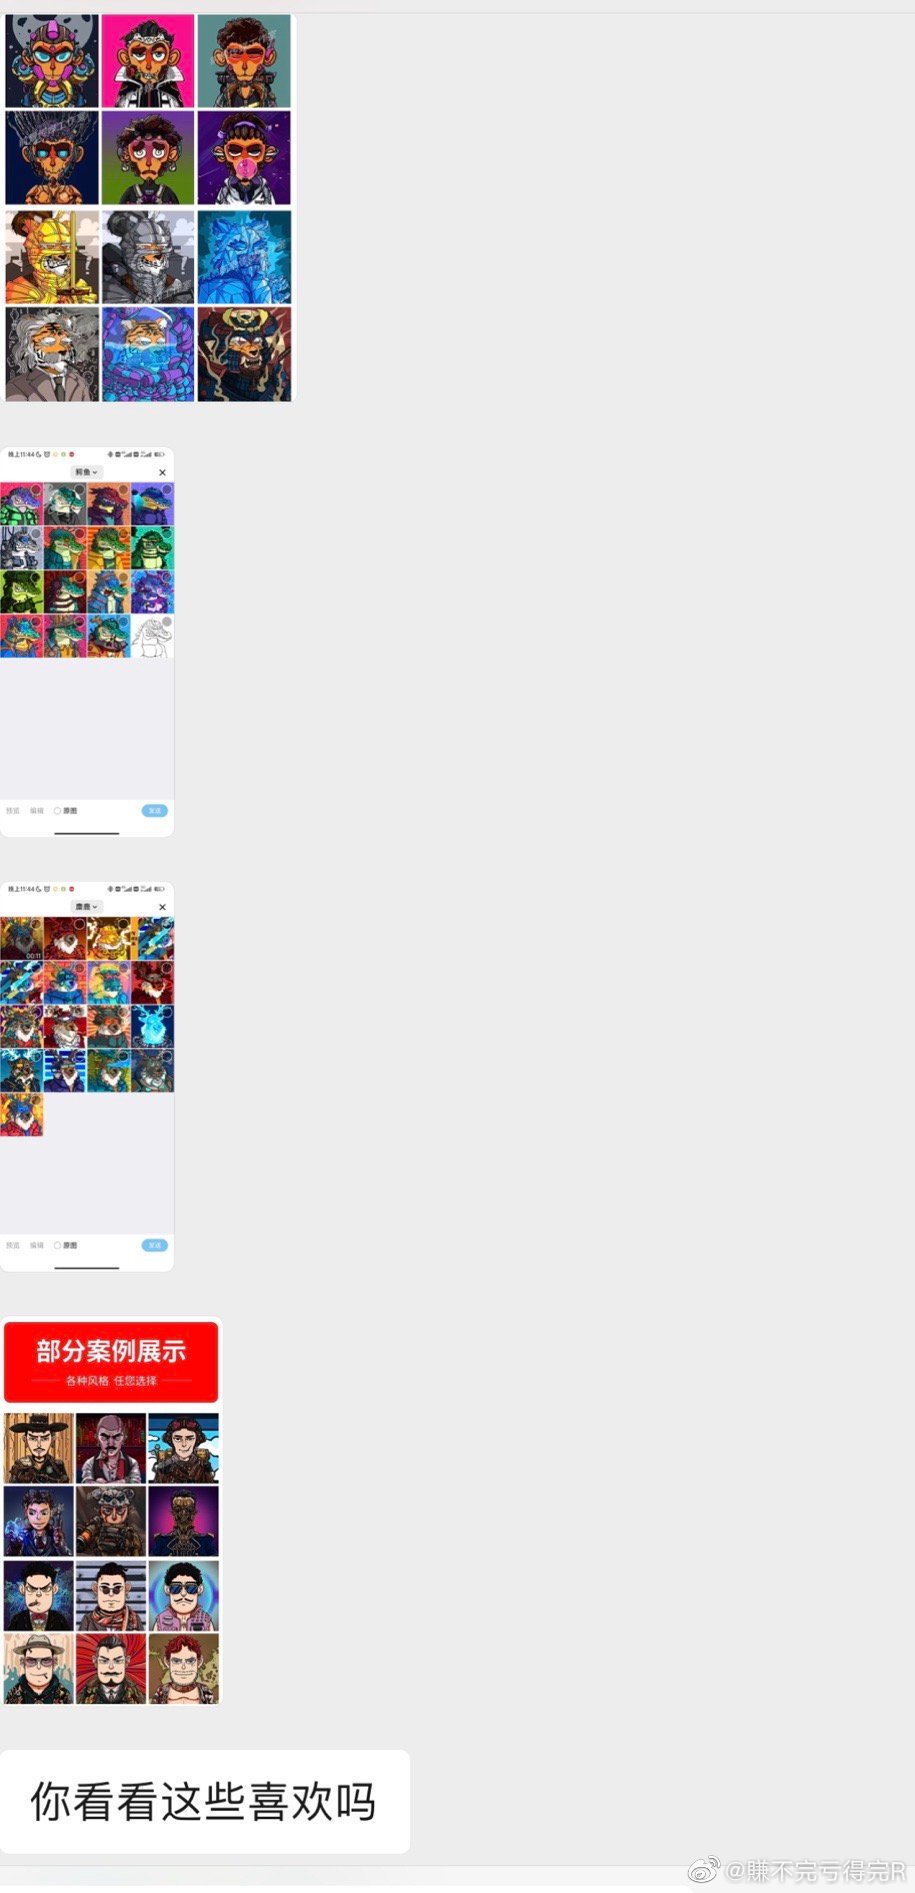 晚上11:44
鳄鱼
预览 编辑 原图 发送
晚上11:44
麋鹿
00:11
预览 编辑 原图 发送
部分案例展示
各种风格 任您选择
你看看这些喜欢吗
@賺不完亏得完R